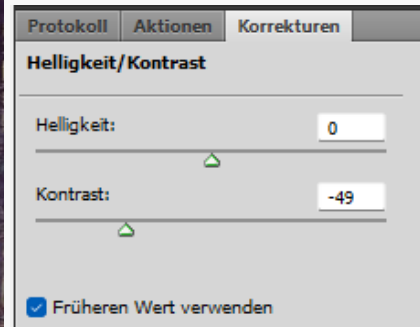 Protokoll Aktionen Korrekturen
Helligkeit/Kontrast
Helligkeit: 0
Kontrast: -49
Früheren Wert verwenden